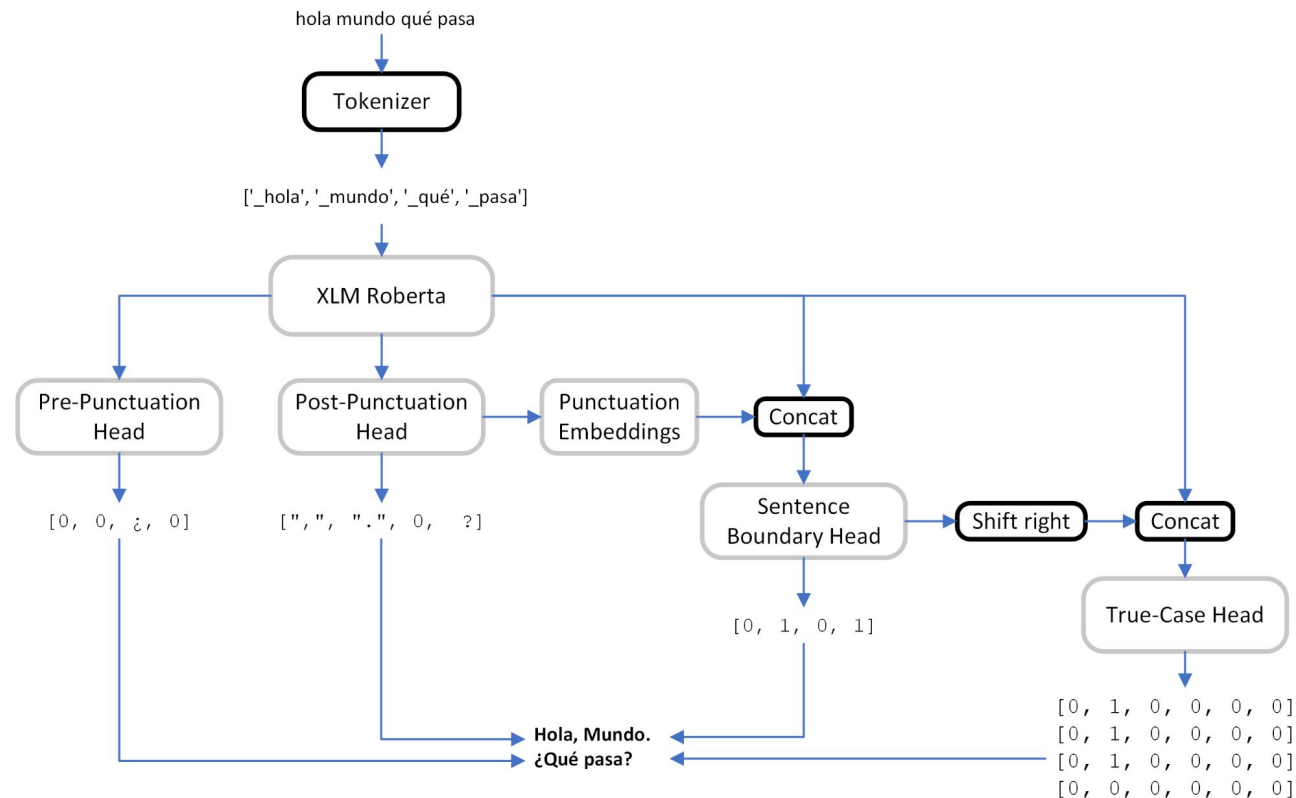 hola mundo qué pasa
Tokenizer
['_hola', '_mundo', '_qué', '_pasa']
XLM Roberta
Pre-Punctuation
Head
Post-Punctuation
Head
Punctuation
Embeddings
Concat
[0, 0, ¿, 0]
[",", ".", 0, ?]
Sentence
Boundary Head
Shift right
Concat
[0, 1, 0, 1]
True-Case Head
[0, 1, 0, 0, 0, 0]
[0, 1, 0, 0, 0, 0]
[0, 1, 0, 0, 0, 0]
[0, 0, 0, 0, 0, 0]
Hola, Mundo.
¿Qué pasa?